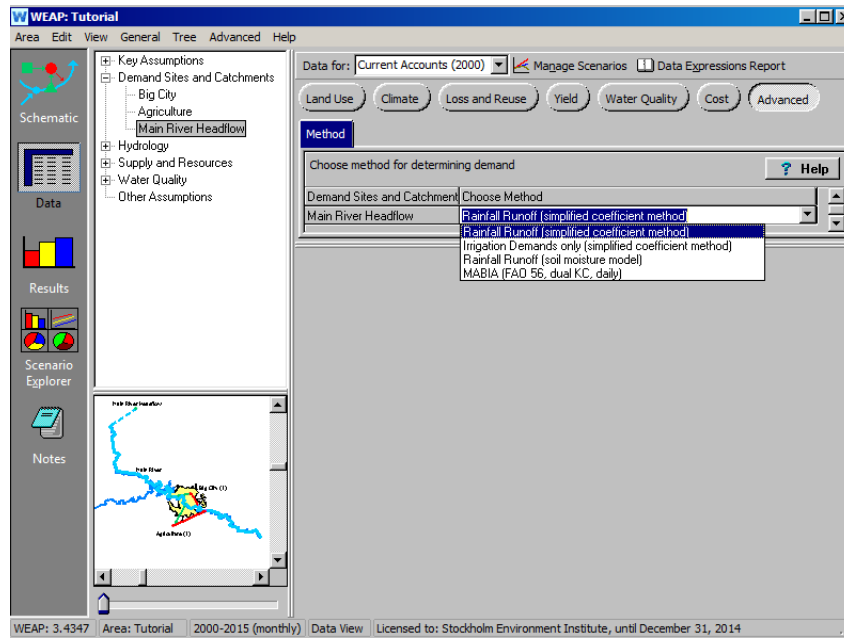 WEAP: Tutorial
Area Edit View General Tree Advanced Help
Schematic
Data
Results
Scenario
Explorer
Notes
Key Assumptions
Demand Sites and Catchments
Big City
Agriculture
Main River Headflow
Hydrology
Supply and Resources
Water Quality
Other Assumptions
Data for: Current Accounts (2000) Manage Scenarios Data Expressions Report
Land Use Climate Loss and Reuse Yield Water Quality Cost Advanced
Method
Choose method for determining demand
? Help
Demand Sites and Catchment Choose Method
Main River Headflow Rainfall Runoff (simplified coefficient method)
Rainfall Runoff (simplified coefficient method)
Irrigation Demands only (simplified coefficient method)
Rainfall Runoff (soil moisture model)
MABIA (FAO 56, dual KC, daily)
Main River Headflow
Main River
Big City (1)
Agriculture (1)
WEAP: 3.4347 Area: Tutorial 2000-2015 (monthly) Data View Licensed to: Stockholm Environment Institute, until December 31, 2014